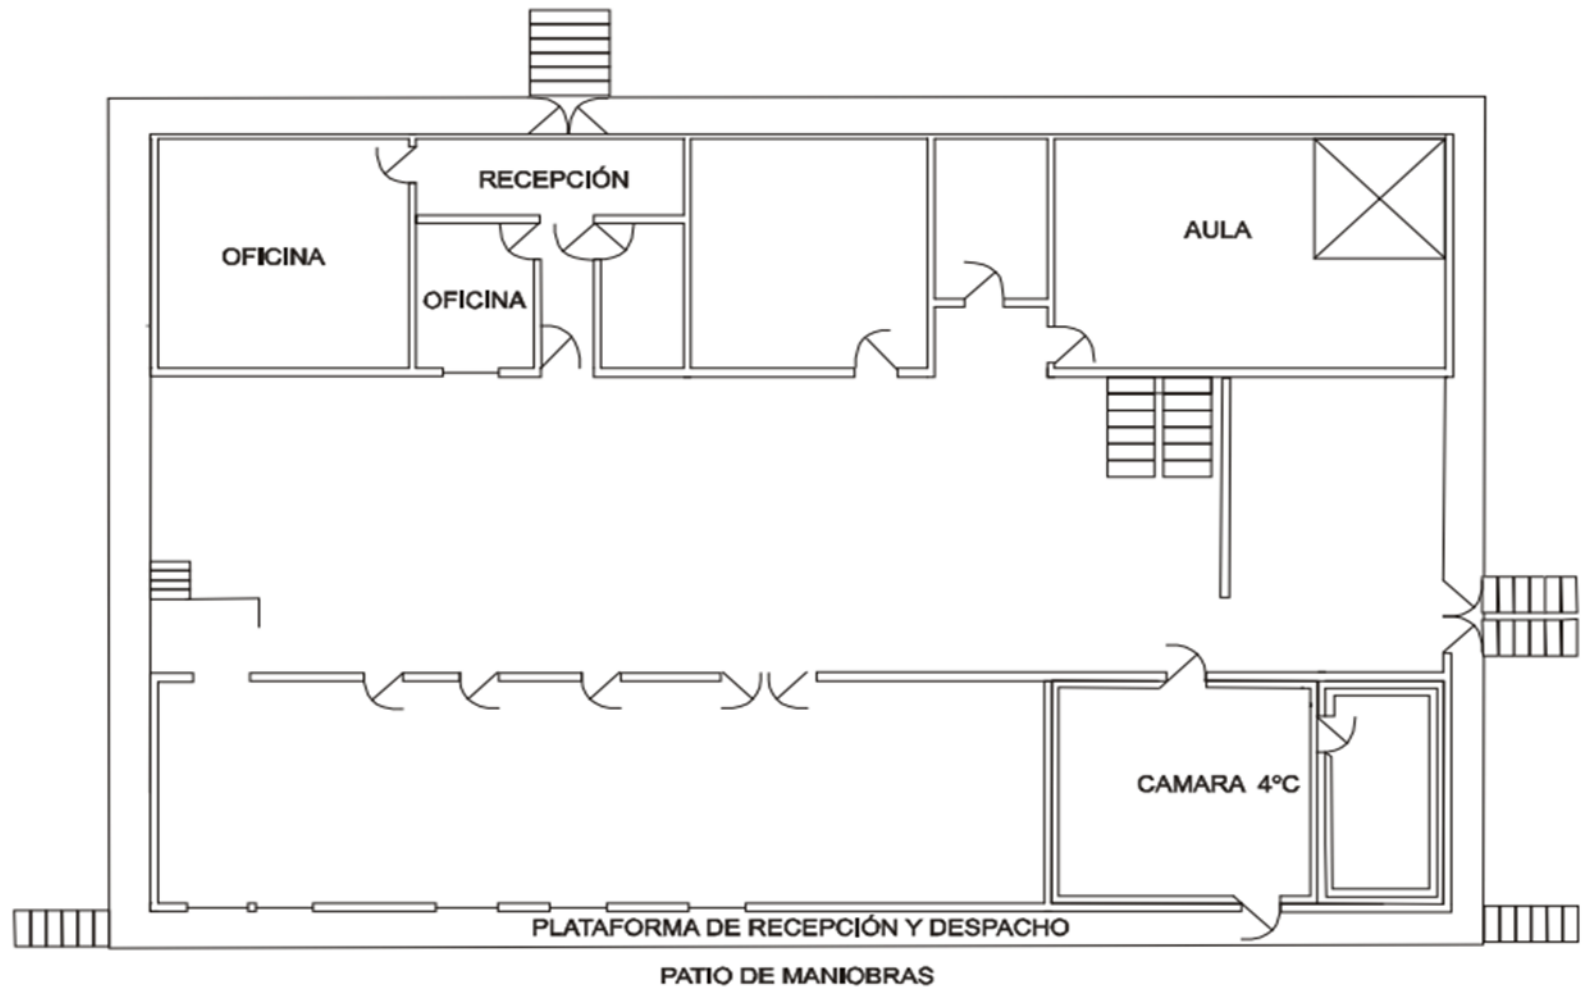 RECEPCIÓN
AULA
OFICINA
OFICINA
CAMARA 4ºC
PLATAFORMA DE RECEPCIÓN Y DESPACHO
PATIO DE MANIOBRAS